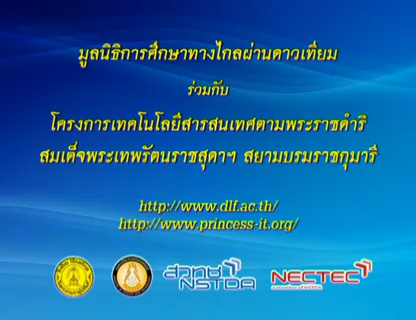 มูลนิธิการศึกษาทางไกลผ่านดาวเทียม
ร่วมกับ
โครงการเทคโนโลยีสารสนเทศตามพระราชดำริ
สมเด็จพระเทพรัตนราชสุดาฯ สยามบรมราชกุมารี
http://www.dlf.ac.th/
http://www.princess-it.org/
สวทช
NSTDA
NECTEC
a member of NSTDA